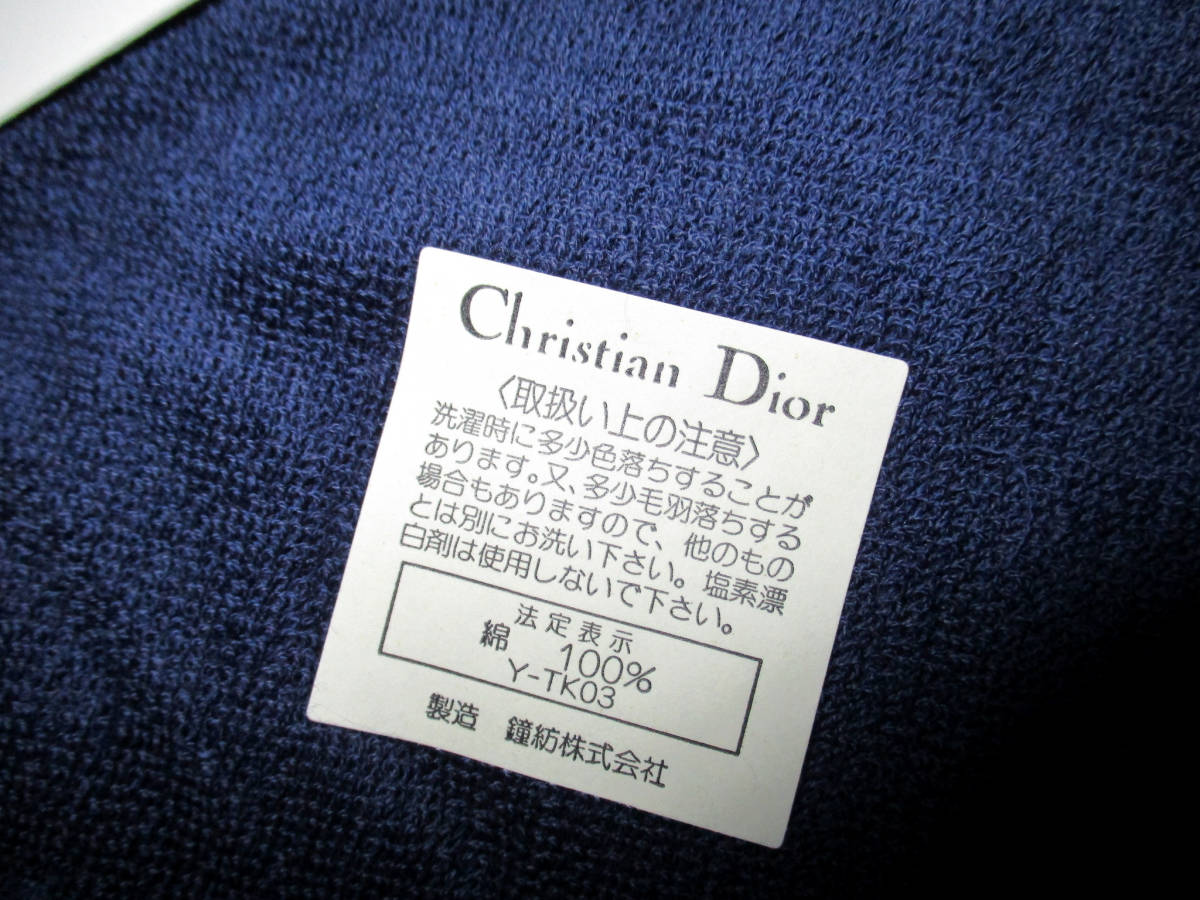 Christian Dior
〈取扱い上の注意〉
洗濯時に多少色落ちすることが
あります。又、多少毛羽落ちする
場合もありますので、他のもの
とは別にお洗い下さい。塩素漂
白剤は使用しないで下さい。
法定表示
綿 100%
Y-TK03
製造 鐘紡株式会社